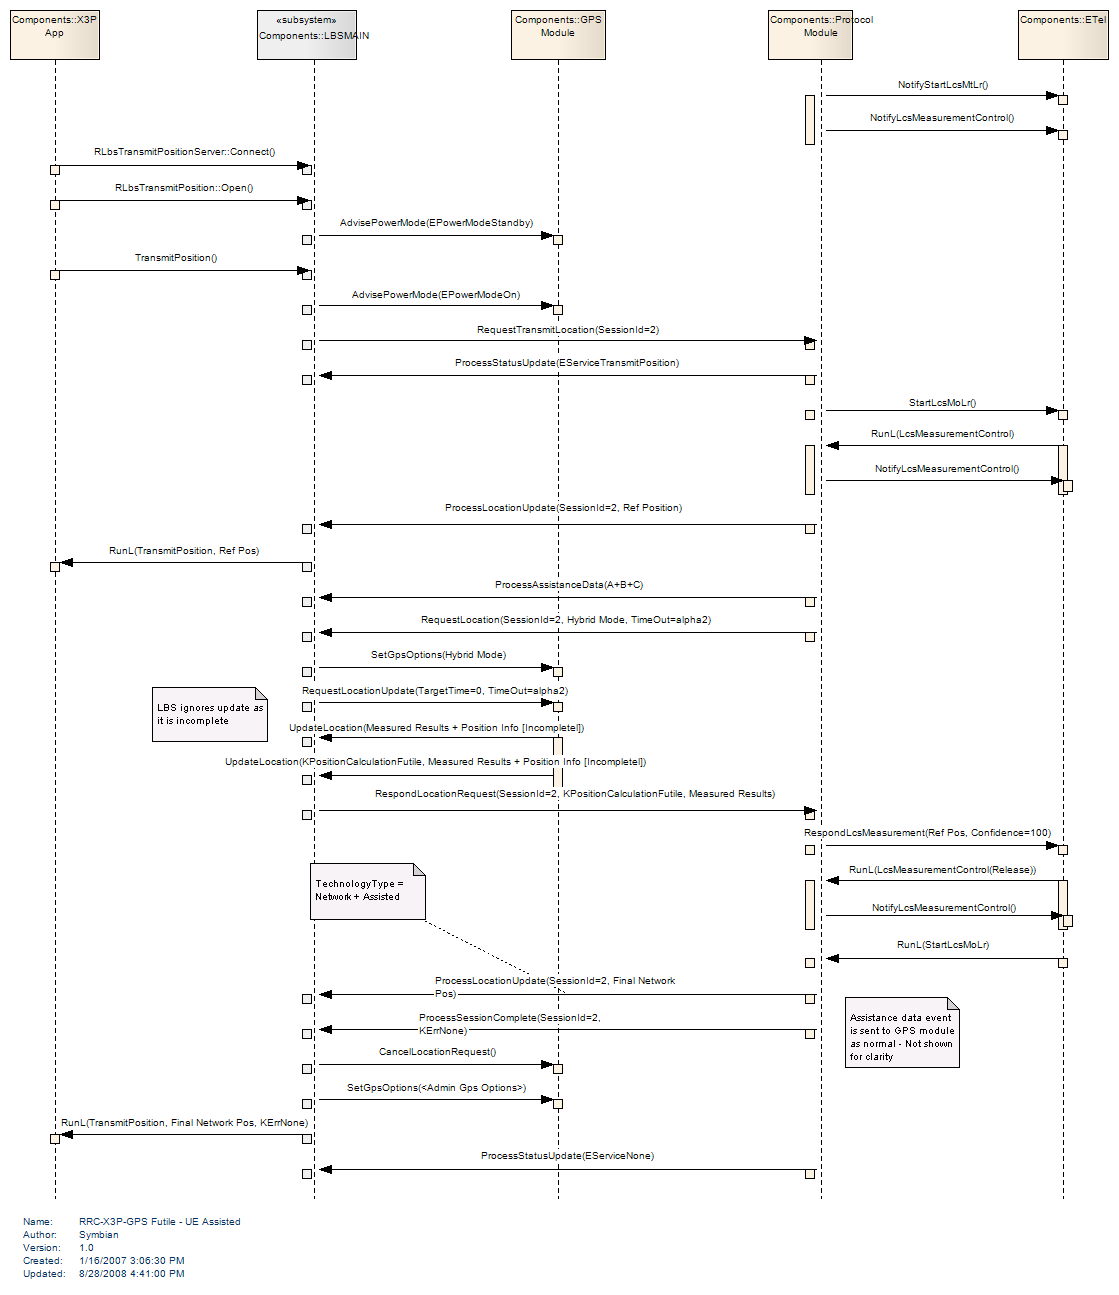 Components::X3P
App
«subsystem»
Components::LBSMAIN
Components::GPS
Module
Components::Protocol
Module
Components::ETel
NotifyStartLcsMtLr()
NotifyLcsMeasurementControl()
RLbsTransmitPositionServer::Connect()
RLbsTransmitPosition::Open()
AdvisePowerMode(EPowerModeStandby)
TransmitPosition()
AdvisePowerMode(EPowerModeOn)
RequestTransmitLocation(SessionId=2)
ProcessStatusUpdate(EServiceTransmitPosition)
StartLcsMoLr()
RunL(LcsMeasurementControl)
NotifyLcsMeasurementControl()
ProcessLocationUpdate(SessionId=2, Ref Position)
RunL(TransmitPosition, Ref Pos)
ProcessAssistanceData(A+B+C)
RequestLocation(SessionId=2, Hybrid Mode, TimeOut=alpha2)
SetGpsOptions(Hybrid Mode)
RequestLocationUpdate(TargetTime=0, TimeOut=alpha2)
LBS ignores update as
it is incomplete
UpdateLocation(Measured Results + Position Info [Incompletel])
UpdateLocation(KPositionCalculationFutile, Measured Results + Position Info [Incompletel])
RespondLocationRequest(SessionId=2, KPositionCalculationFutile, Measured Results)
RespondLcsMeasurement(Ref Pos, Confidence=100)
RunL(LcsMeasurementControl(Release))
TechnologyType =
Network + Assisted
NotifyLcsMeasurementControl()
RunL(StartLcsMoLr)
ProcessLocationUpdate(SessionId=2, Final Network
Pos)
ProcessSessionComplete(SessionId=2,
KErrNone)
Assistance data event
is sent to GPS module
as normal - Not shown
for clarity
CancelLocationRequest()
SetGpsOptions(<Admin Gps Options>)
RunL(TransmitPosition, Final Network Pos, KErrNone)
ProcessStatusUpdate(EServiceNone)
Name: RRC-X3P-GPS Futile - UE Assisted
Author: Symbian
Version: 1.0
Created: 1/16/2007 3:06:30 PM
Updated: 8/28/2008 4:41:00 PM